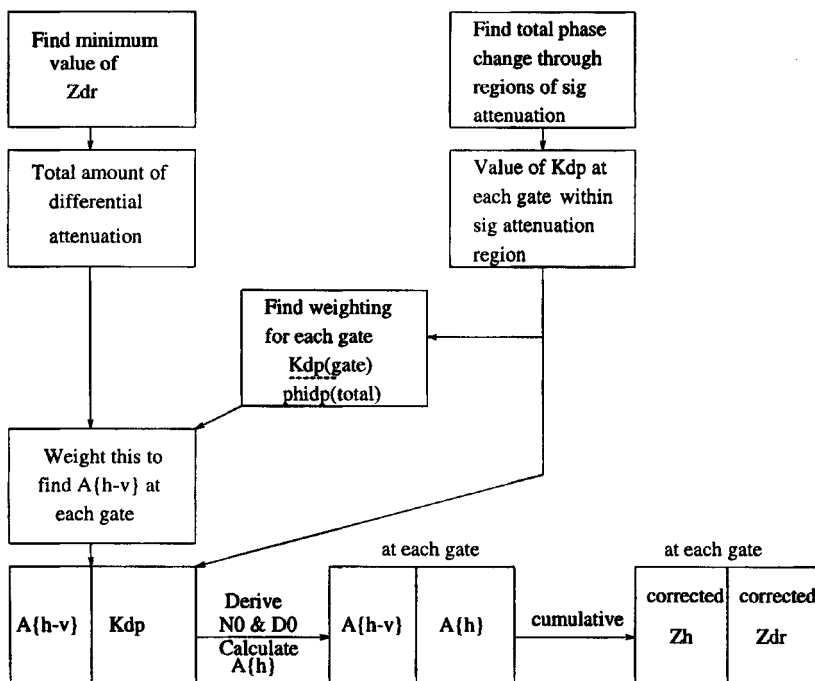 Find minimum
value of
Zdr
Find total phase
change through
regions of sig
attenuation
Total amount of
differential
attenuation
Value of Kdp at
each gate within
sig attenuation
region
Find weighting
for each gate
Kdp(gate)
phidp(total)
Weight this to
find A{h-v} at
each gate
A{h-v}
Kdp
Derive
N0 & D0
Calculate
A{h}
at each gate
A{h-v}
A{h}
cumulative
at each gate
corrected
Zh
corrected
Zdr